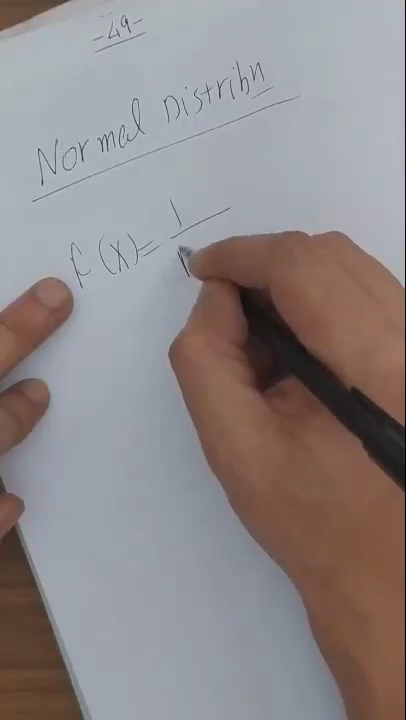 -49-
Normal Distribn
f(x)= 1